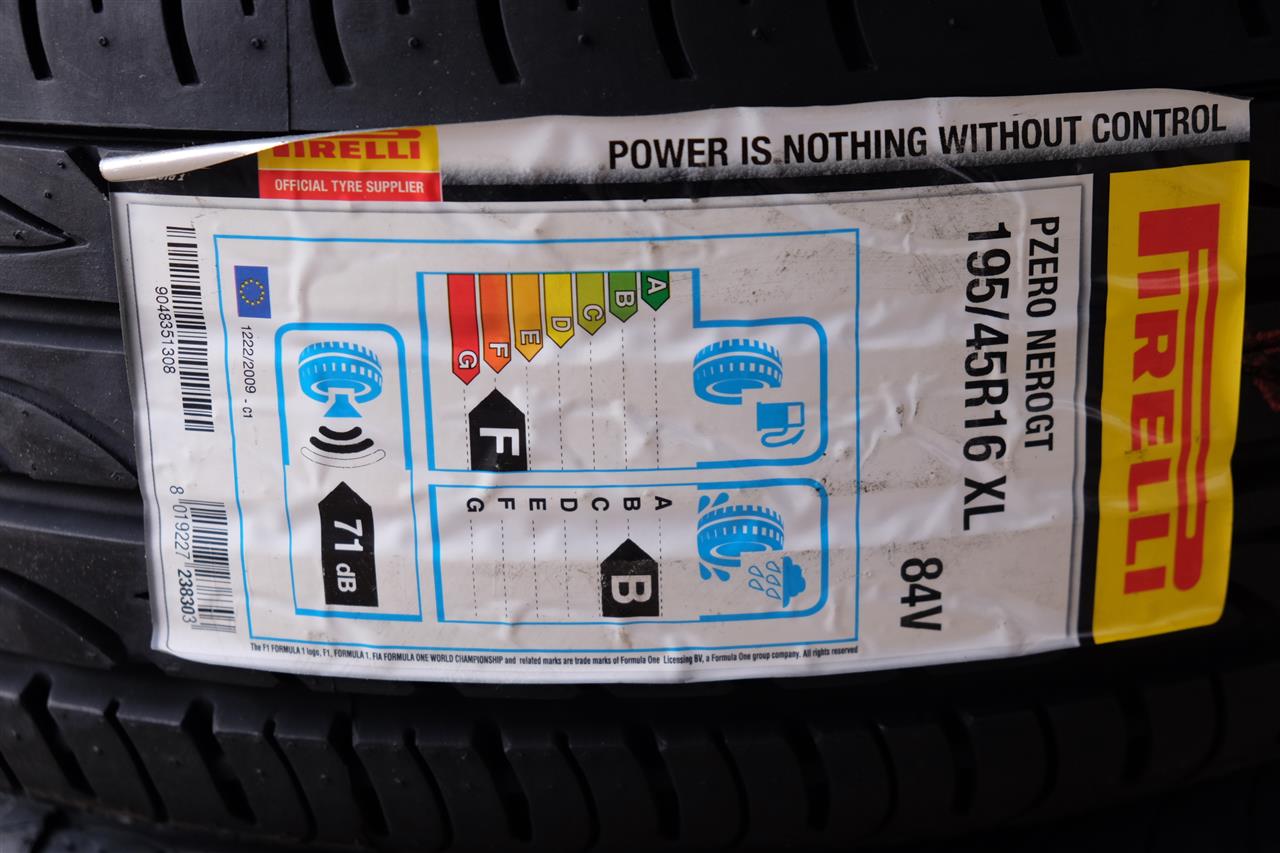 PIRELLI
OFFICIAL TYRE SUPPLIER
POWER IS NOTHING WITHOUT CONTROL
PIRELLI
PZERO NEROGT
195/45R16 XL
84V
A
B
C
D
E
F
G
F
A
B
C
D
E
F
G
B
71 dB
1222/2009 - C1
9048351308
8 019227 238303
The F1 FORMULA 1 logo, F1, FORMULA 1, FIA FORMULA ONE WORLD CHAMPIONSHIP and related marks are trade marks of Formula One Licensing BV, a Formula One group company. All rights reserved